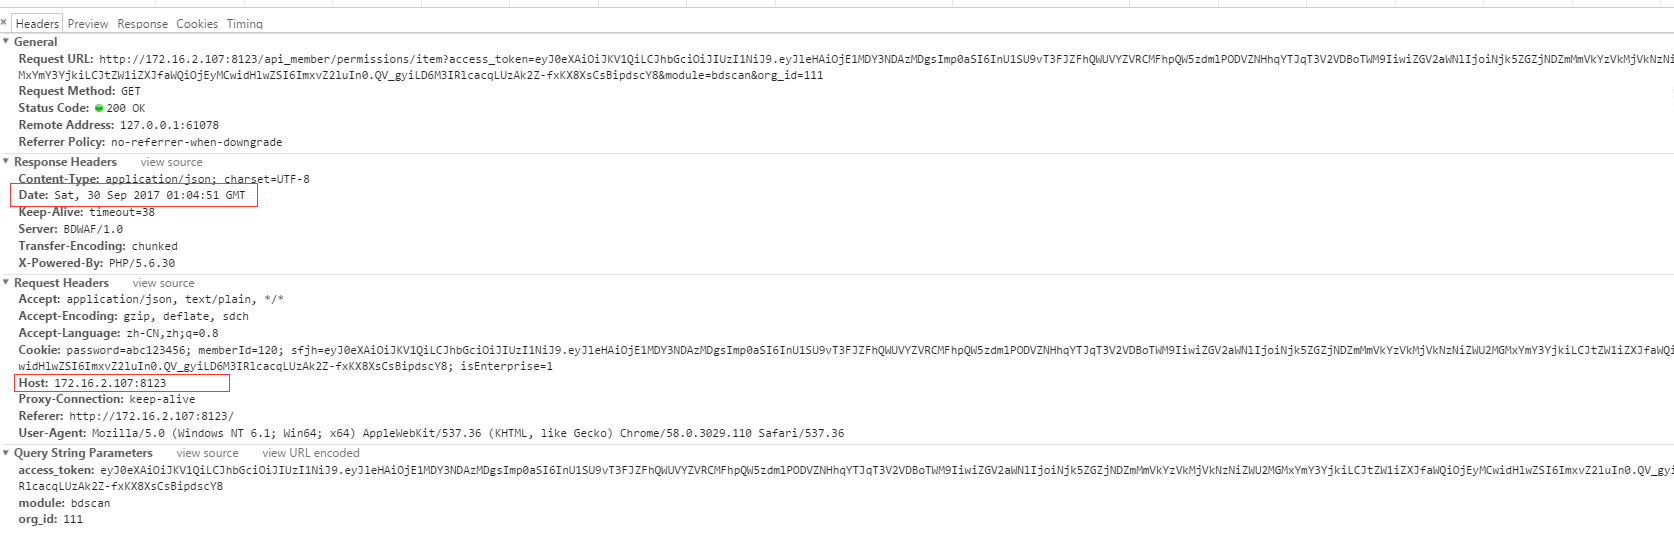 × Headers Preview Response Cookies Timing
▼ General
Request URL: http://172.16.2.107:8123/api_member/permissions/item?access_token=eyJ0eXAiOiJKV1QiLCJhbGciOiJIUzI1NiJ9.eyJleHAiOjE1MDY3NDAzMDgsImp0aSI6InU1SU9vT3FJZFhQWUVYZVRCMFhpQW5zdmlPODVZNHhqYTJqT3V2VDBoTWM9IiwiZGV2aWNlIjoiNjk5ZGZjNDZmMmVkYzVkMjVkNzNi
MxYmY3YjkiLCJtZW1iZXJfaWQiOjEyMCwidHlwZSI6ImxvZ2luIn0.QV_gyiLD6M3IRlcacqLUzAk2Z-fxKX8XsCsBipdscY8&module=bdscan&org_id=111
Request Method: GET
Status Code: 200 OK
Remote Address: 127.0.0.1:61078
Referrer Policy: no-referrer-when-downgrade
▼ Response Headers view source
Content-Type: application/json; charset=UTF-8
Date: Sat, 30 Sep 2017 01:04:51 GMT
Keep-Alive: timeout=38
Server: BDWAF/1.0
Transfer-Encoding: chunked
X-Powered-By: PHP/5.6.30
▼ Request Headers view source
Accept: application/json, text/plain, */*
Accept-Encoding: gzip, deflate, sdch
Accept-Language: zh-CN,zh;q=0.8
Cookie: password=abc123456; memberId=120; sfjh=eyJ0eXAiOiJKV1QiLCJhbGciOiJIUzI1NiJ9.eyJleHAiOjE1MDY3NDAzMDgsImp0aSI6InU1SU9vT3FJZFhQWUVYZVRCMFhpQW5zdmlPODVZNHhqYTJqT3V2VDBoTWM9IiwiZGV2aWNlIjoiNjk5ZGZjNDZmMmVkYzVkMjVkNzNiZWU2MGMxYmY3YjkiLCJtZW1iZXJfaWQi
widHlwZSI6ImxvZ2luIn0.QV_gyiLD6M3IRlcacqLUzAk2Z-fxKX8XsCsBipdscY8; isEnterprise=1
Host: 172.16.2.107:8123
Proxy-Connection: keep-alive
Referer: http://172.16.2.107:8123/
User-Agent: Mozilla/5.0 (Windows NT 6.1; Win64; x64) AppleWebKit/537.36 (KHTML, like Gecko) Chrome/58.0.3029.110 Safari/537.36
▼ Query String Parameters view source view URL encoded
access_token: eyJ0eXAiOiJKV1QiLCJhbGciOiJIUzI1NiJ9.eyJleHAiOjE1MDY3NDAzMDgsImp0aSI6InU1SU9vT3FJZFhQWUVYZVRCMFhpQW5zdmlPODVZNHhqYTJqT3V2VDBoTWM9IiwiZGV2aWNlIjoiNjk5ZGZjNDZmMmVkYzVkMjVkNzNiZWU2MGMxYmY3YjkiLCJtZW1iZXJfaWQiOjEyMCwidHlwZSI6ImxvZ2luIn0.QV_gyi
RlcacqLUzAk2Z-fxKX8XsCsBipdscY8
module: bdscan
org_id: 111